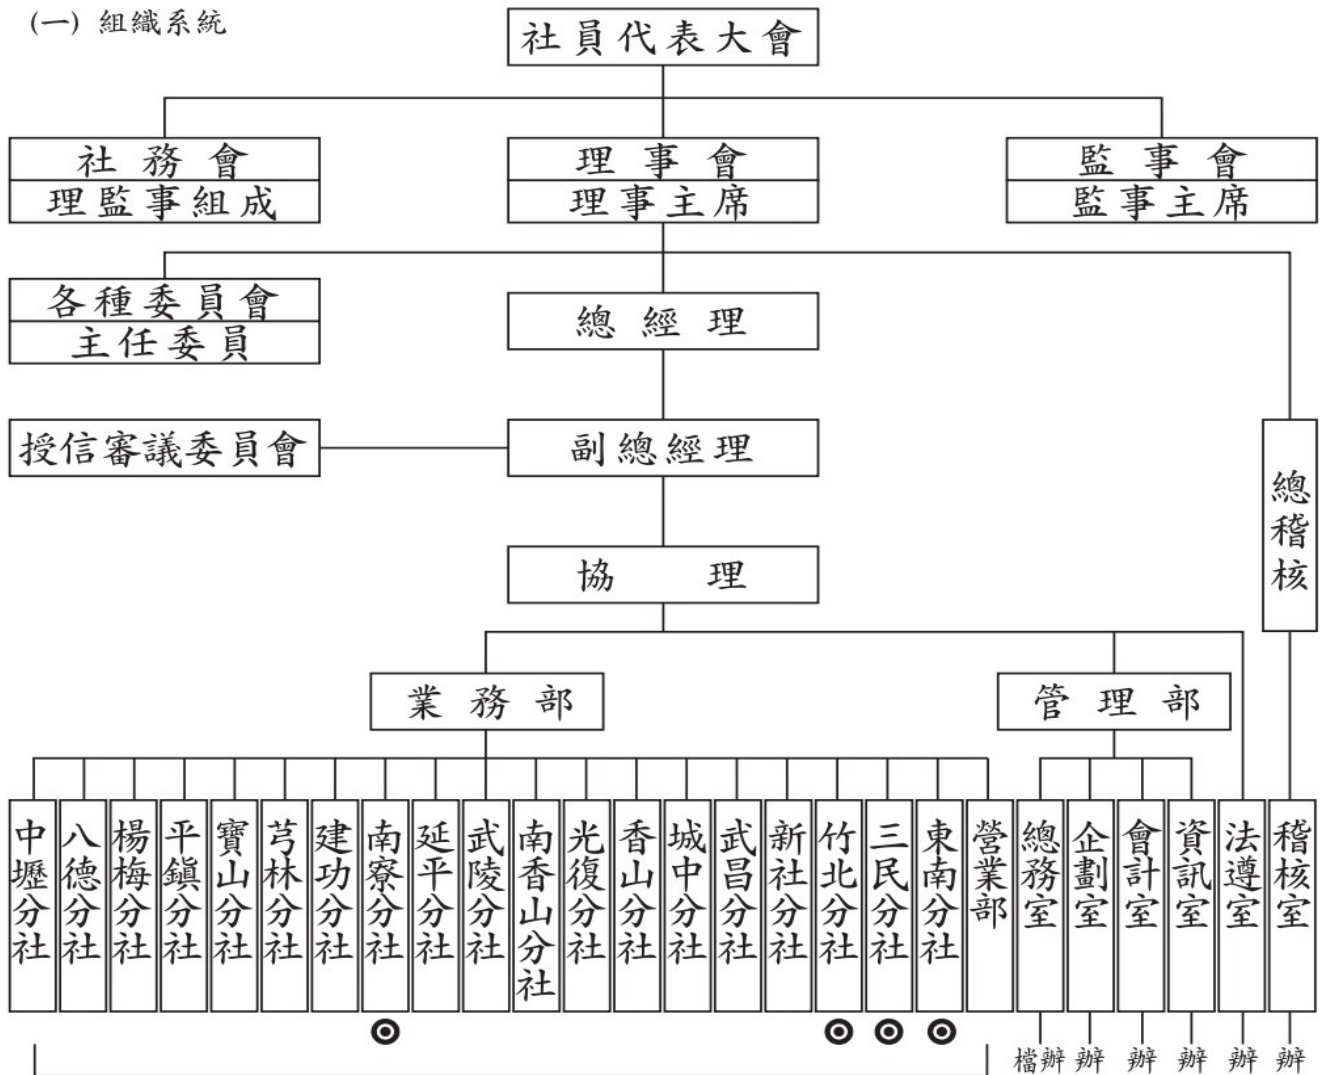 (一) 組織系統
社員代表大會
社務會
理監事組成
理事會
理事主席
監事會
監事主席
各種委員會
主任委員
總經理
授信審議委員會
副總經理
總稽核
協理
業務部
管理部
中壢分社
八德分社
楊梅分社
平鎮分社
寶山分社
芎林分社
建功分社
南寮分社
延平分社
武陵分社
南香山分社
光復分社
香山分社
城中分社
武昌分社
新社分社
竹北分社
三民分社
東南分社
營業部
總務室
企劃室
會計室
資訊室
法遵室
稽核室
檔辦
辦
辦
辦
辦
辦